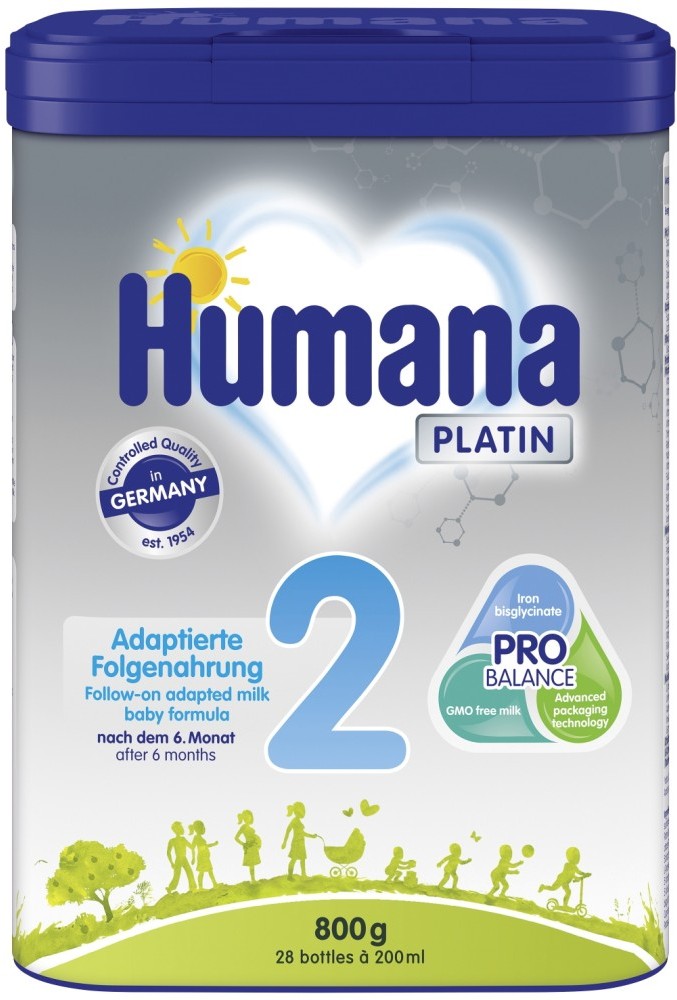 Humana
Humana
PLATIN
Controlled Quality
in
GERMANY
est. 1954
2
Adaptierte
Folgenahrung
Follow-on adapted milk
baby formula
nach dem 6. Monat
after 6 months
Iron
bisglycinate
PRO
BALANCE
GMO free milk
Advanced
packaging
technology
800g
28 bottles à 200ml